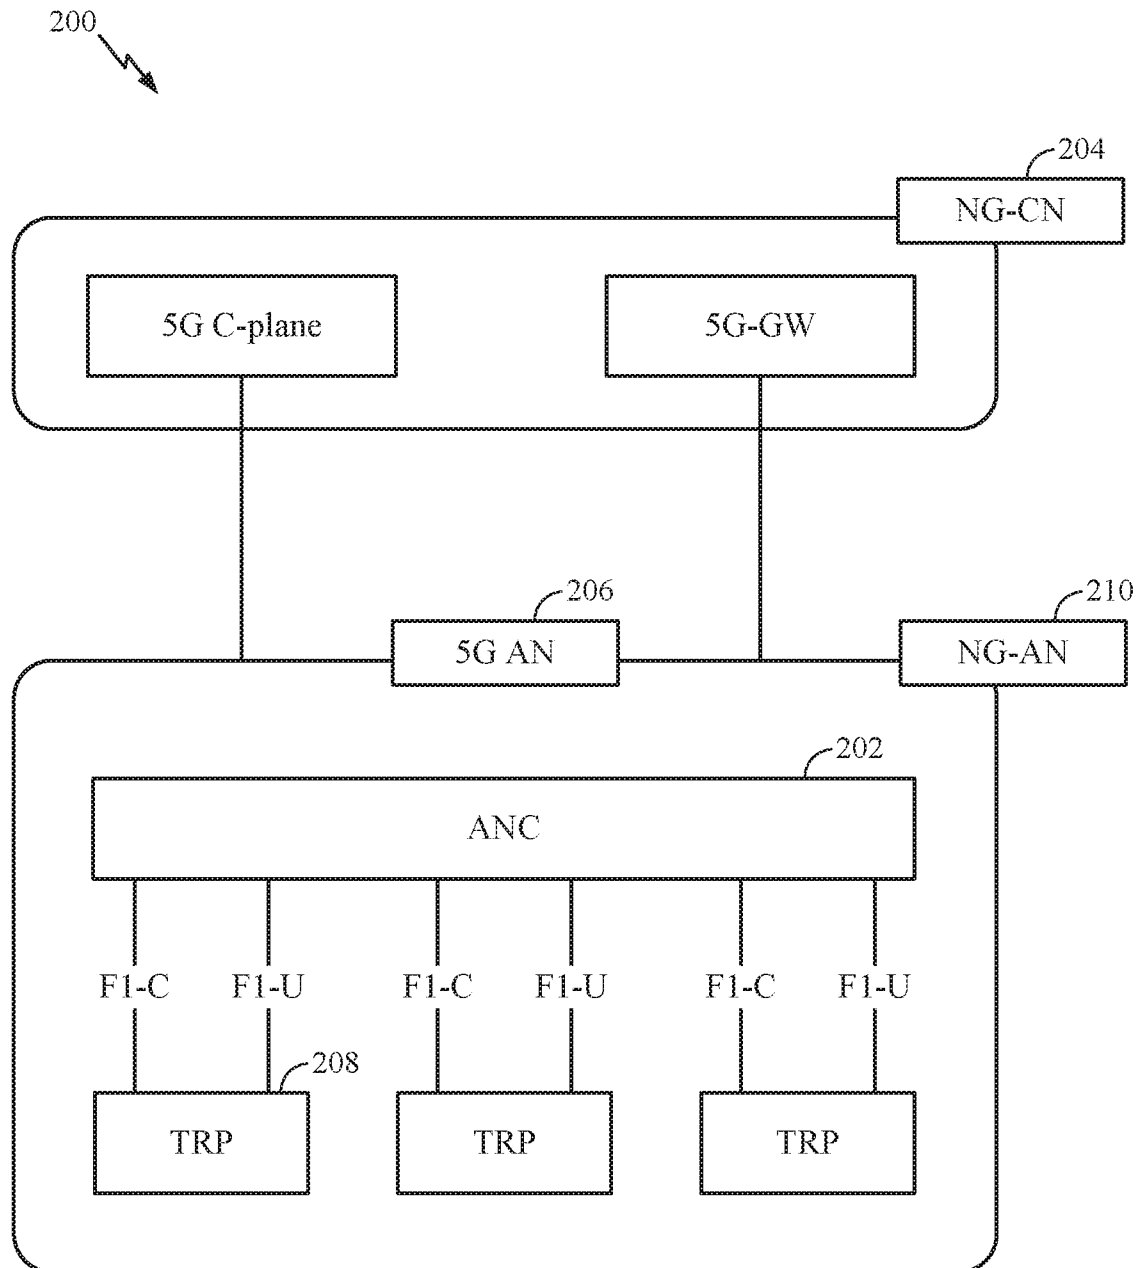 200
204
NG-CN
5G C-plane
5G-GW
206
210
5G AN
NG-AN
202
ANC
F1-C F1-U F1-C F1-U F1-C F1-U
208
TRP TRP TRP